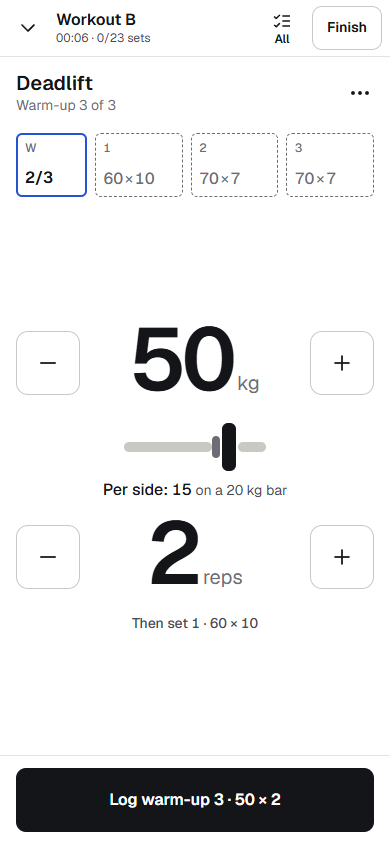 Workout B
00:06 · 0/23 sets
All
Finish
Deadlift
Warm-up 3 of 3
W
2/3
1
60×10
2
70×7
3
70×7
50 kg
Per side: 15 on a 20 kg bar
2 reps
Then set 1 · 60 × 10
Log warm-up 3 · 50 × 2